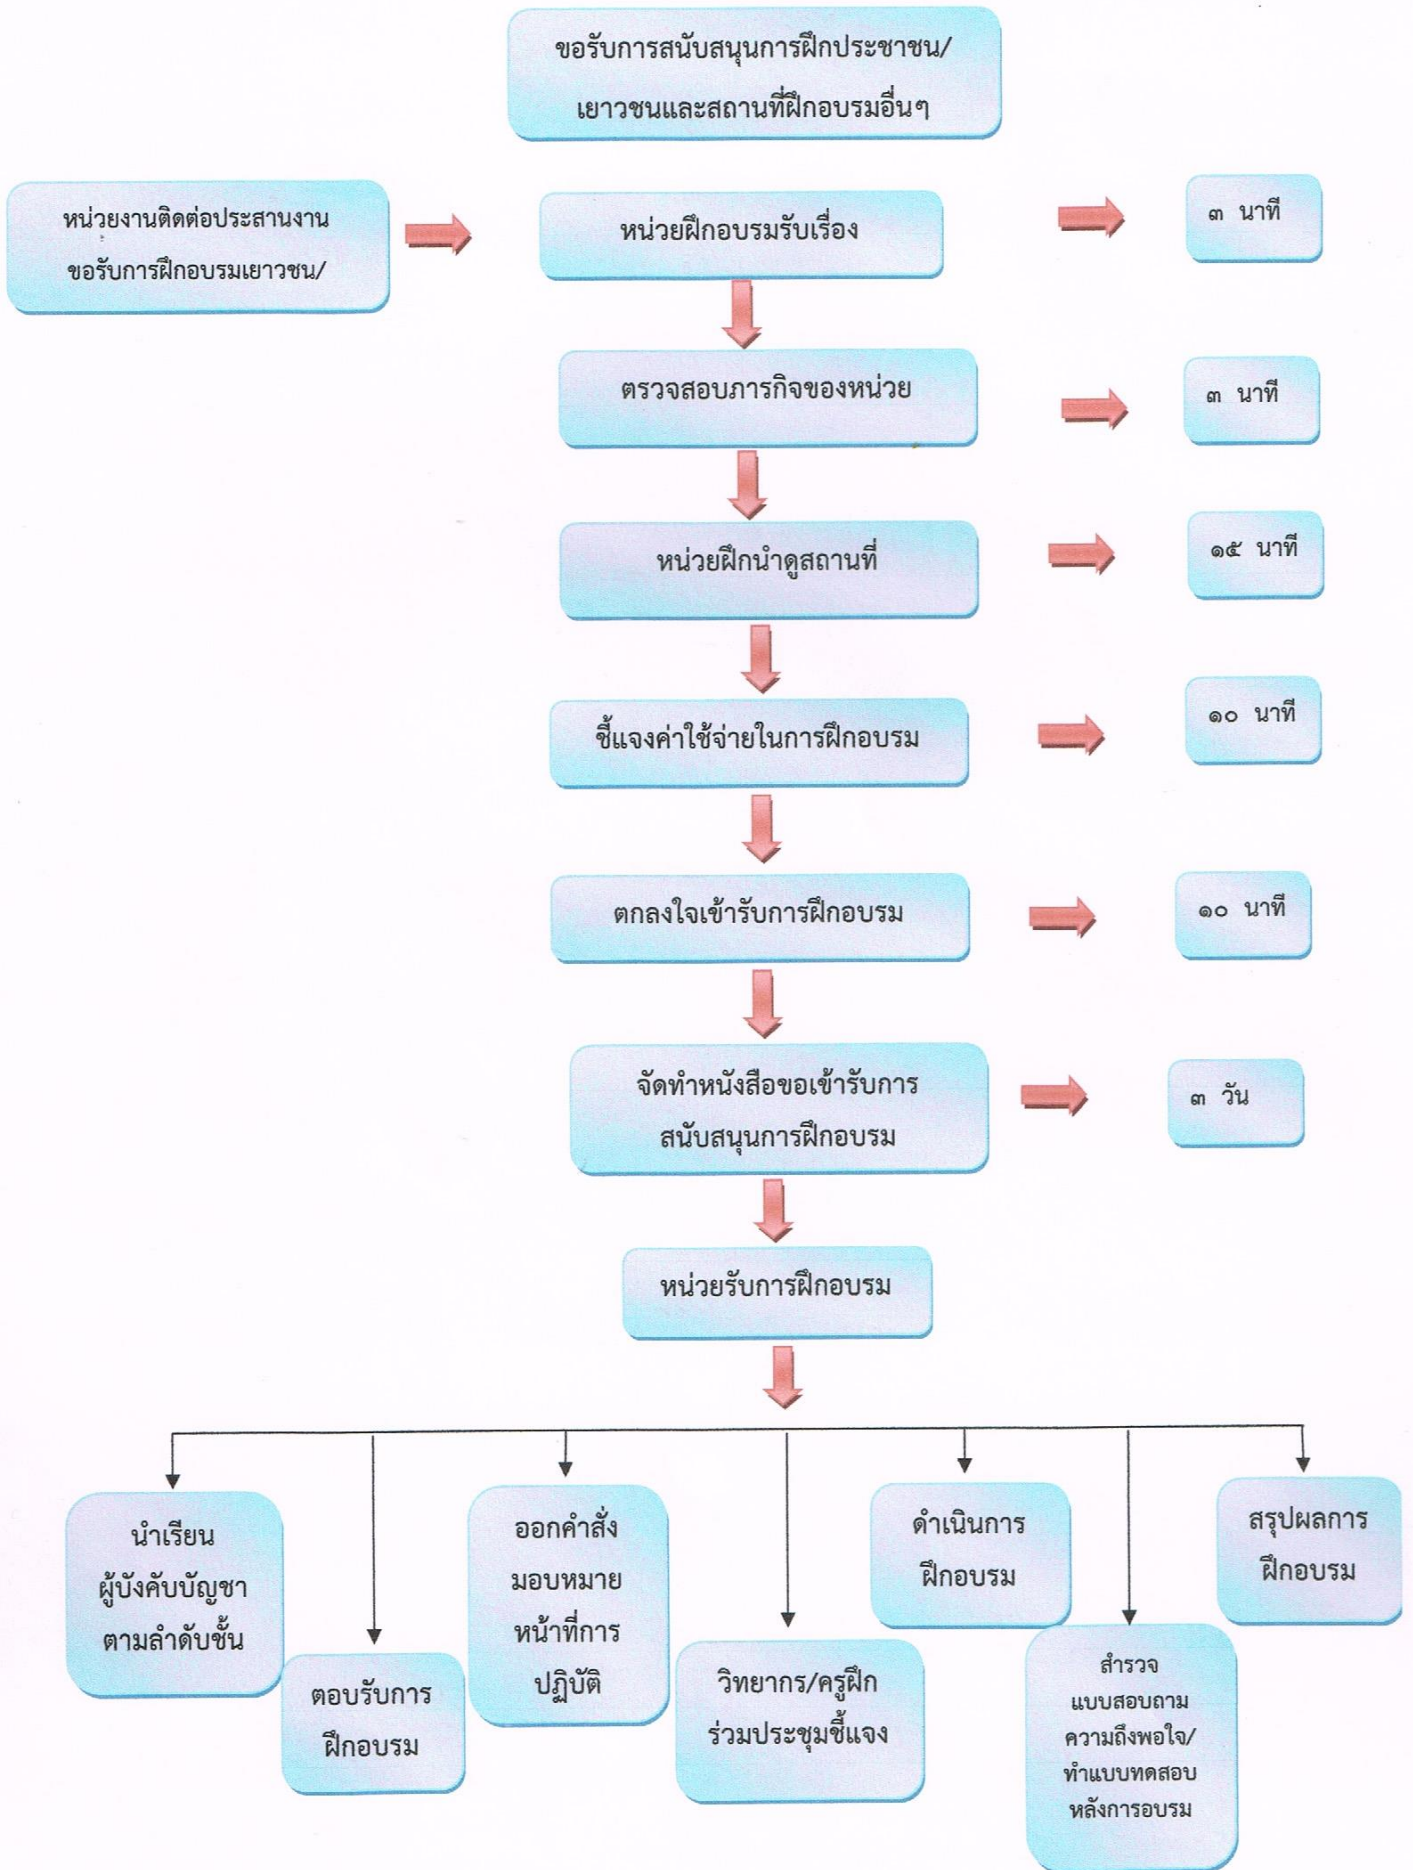 ขอรับการสนับสนุนการฝึกประชาชน/
เยาวชนและสถานที่ฝึกอบรมอื่นๆ
หน่วยงานติดต่อประสานงาน
ขอรับการฝึกอบรมเยาวชน/
หน่วยฝึกอบรมรับเรื่อง
๓ นาที
ตรวจสอบภารกิจของหน่วย
๓ นาที
หน่วยฝึกนำดูสถานที่
๑๕ นาที
ชี้แจงค่าใช้จ่ายในการฝึกอบรม
๑๐ นาที
ตกลงใจเข้ารับการฝึกอบรม
๑๐ นาที
จัดทำหนังสือขอเข้ารับการ
สนับสนุนการฝึกอบรม
๓ วัน
หน่วยรับการฝึกอบรม
นำเรียน
ผู้บังคับบัญชา
ตามลำดับชั้น
ตอบรับการ
ฝึกอบรม
ออกคำสั่ง
มอบหมาย
หน้าที่การ
ปฏิบัติ
วิทยากร/ครูฝึก
ร่วมประชุมชี้แจง
ดำเนินการ
ฝึกอบรม
สำรวจ
แบบสอบถาม
ความถึงพอใจ/
ทำแบบทดสอบ
หลังการอบรม
สรุปผลการ
ฝึกอบรม